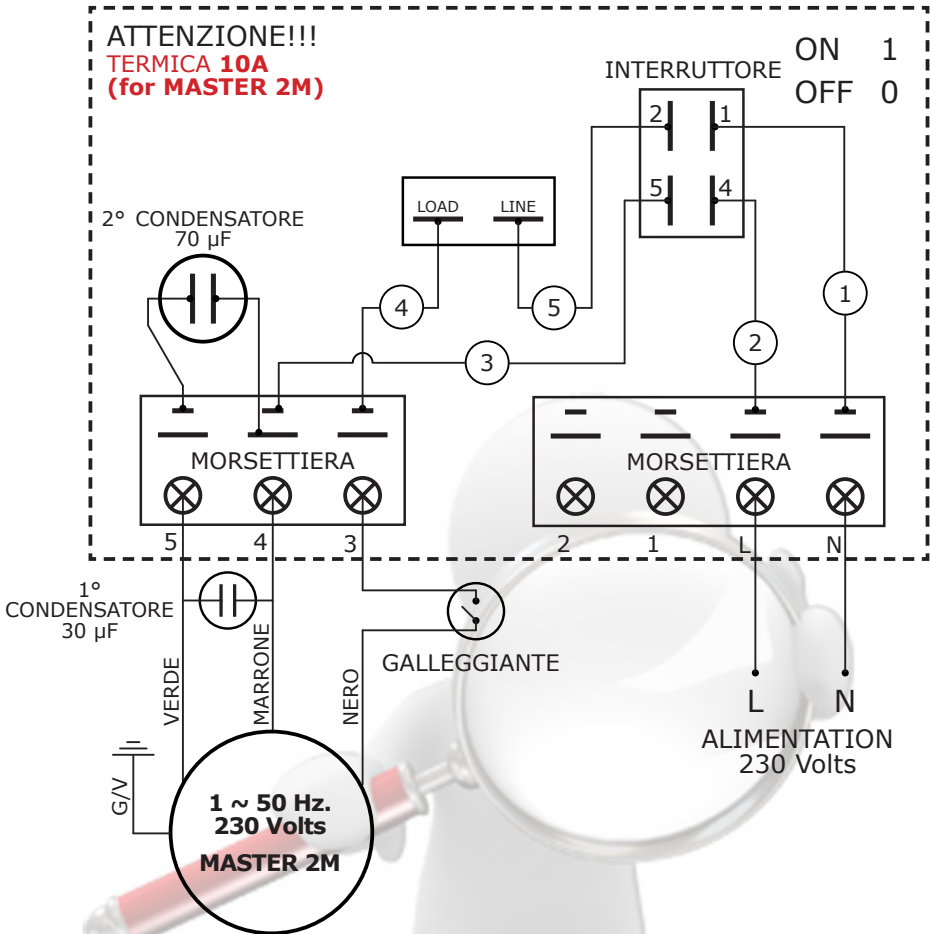 ATTENZIONE!!!
TERMICA 10A
(for MASTER 2M)
ON 1
OFF 0
INTERRUTTORE
2 1
5 4
LOAD LINE
2° CONDENSATORE
70 µF
4
5
1
2
3
MORSETTIERA
MORSETTIERA
5 4 3
2 1 L N
1°
CONDENSATORE
30 µF
GALLEGGIANTE
VERDE
MARRONE
NERO
L N
ALIMENTATION
230 Volts
G/V
1 ~ 50 Hz.
230 Volts
MASTER 2M